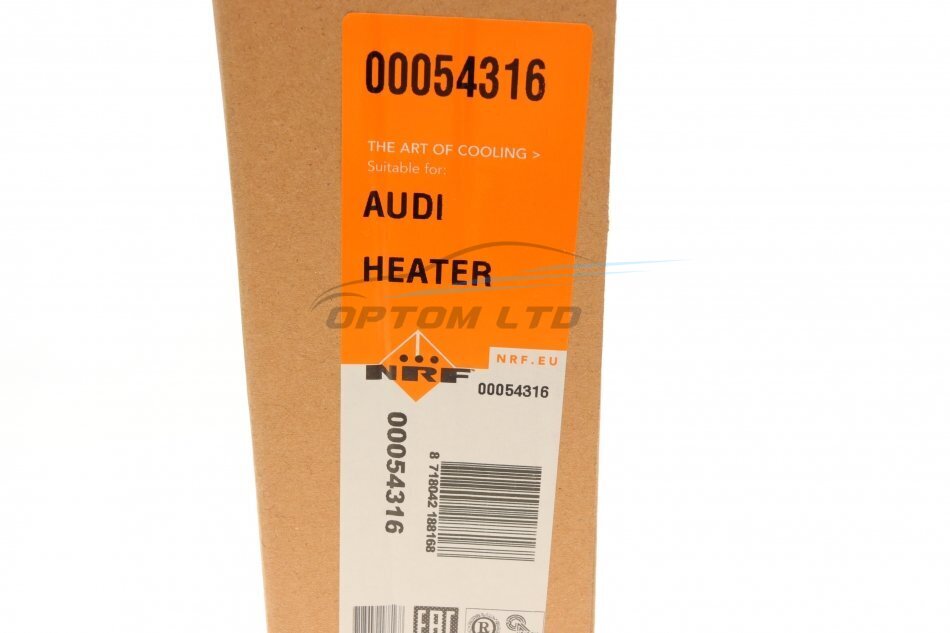 00054316
THE ART OF COOLING >
Suitable for:
AUDI
HEATER
OPTOM LTD
NRF.EU
NRF
00054316
00054316
8 718042 188168
EAC
®